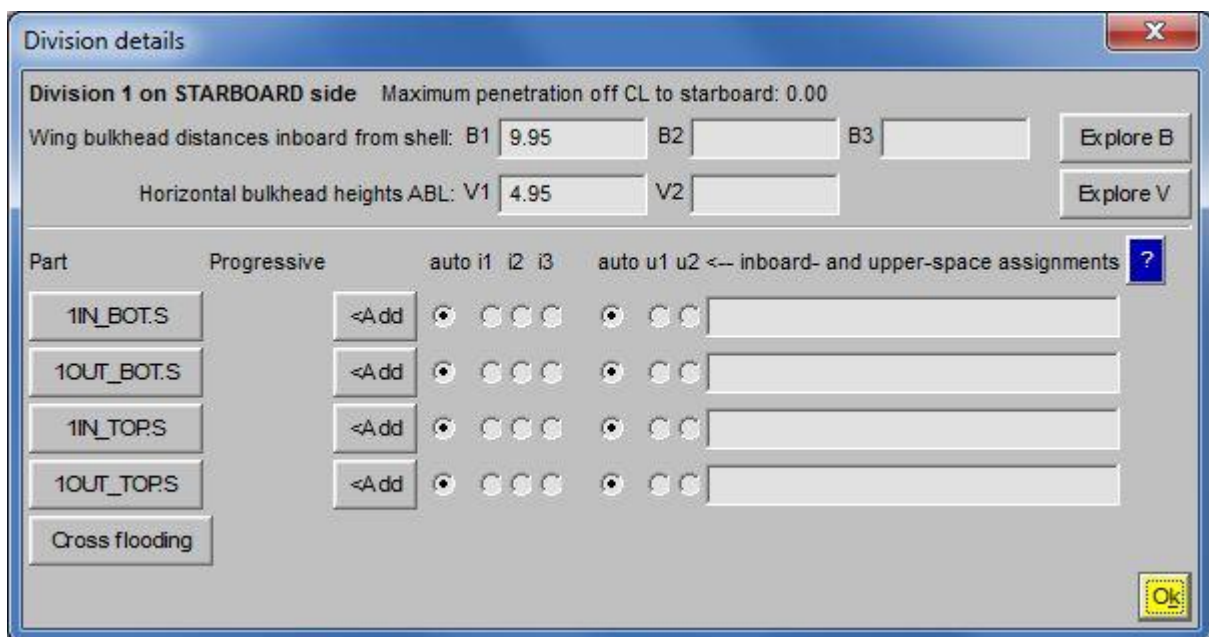 Division details
Division 1 on STARBOARD side Maximum penetration off CL to starboard: 0.00
Wing bulkhead distances inboard from shell: B1 9.95 B2 B3 Explore B
Horizontal bulkhead heights ABL: V1 4.95 V2 Explore V
Part Progressive auto i1 i2 i3 auto u1 u2 <-- inboard- and upper-space assignments ?
1IN_BOT.S <Add
1OUT_BOT.S <Add
1IN_TOP.S <Add
1OUT_TOP.S <Add
Cross flooding
Ok